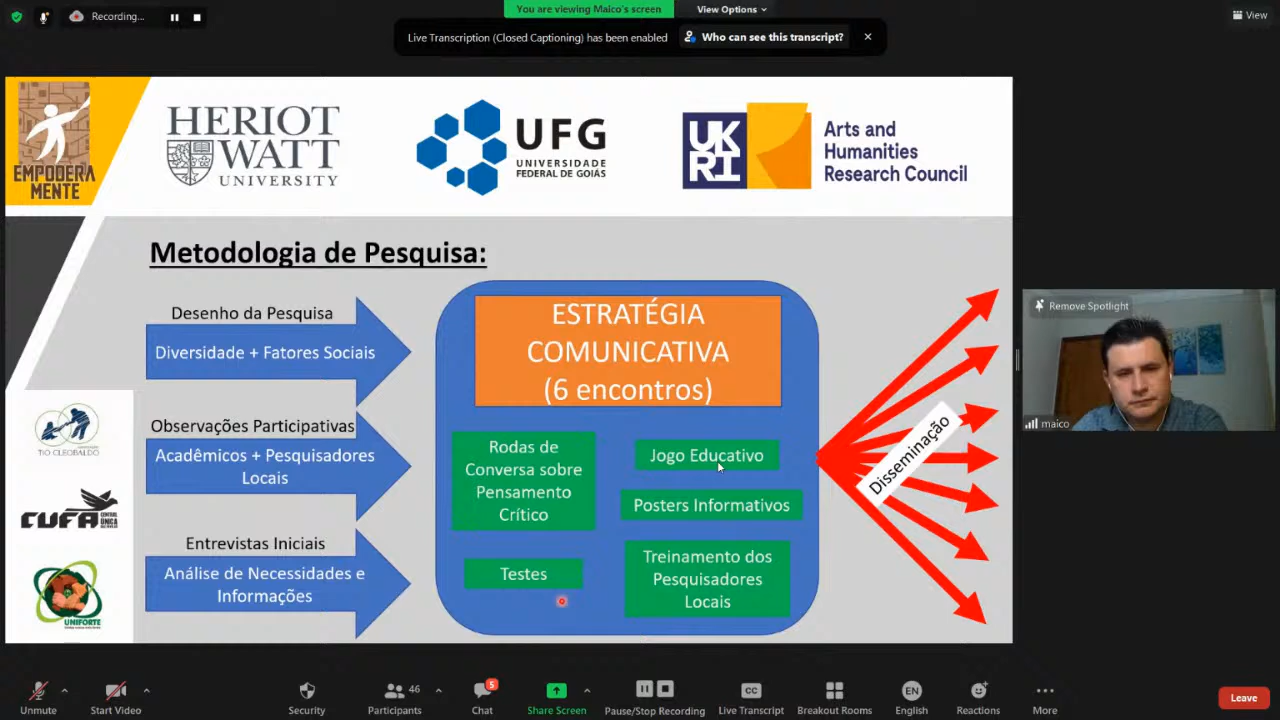 Recording...
You are viewing Maico's screen
View Options
View
Live Transcription (Closed Captioning) has been enabled
Who can see this transcript?
EMPODERA
MENTE
HERIOT
WATT
UNIVERSITY
UFG
UNIVERSIDADE
FEDERAL DE GOIÁS
UK
RI
Arts and
Humanities
Research Council
Metodologia de Pesquisa:
Desenho da Pesquisa
Diversidade + Fatores Sociais
Observações Participativas
Acadêmicos + Pesquisadores
Locais
Entrevistas Iniciais
Análise de Necessidades e
Informações
TIO CLEOBALDO
CUFA
UNIFORTE
ESTRATÉGIA
COMUNICATIVA
(6 encontros)
Rodas de
Conversa sobre
Pensamento
Crítico
Testes
Jogo Educativo
Posters Informativos
Treinamento dos
Pesquisadores
Locais
Disseminação
Remove Spotlight
maico
Unmute
Start Video
Security
46
Participants
5
Chat
Share Screen
Pause/Stop Recording
CC
Live Transcript
Breakout Rooms
EN
English
Reactions
More
Leave